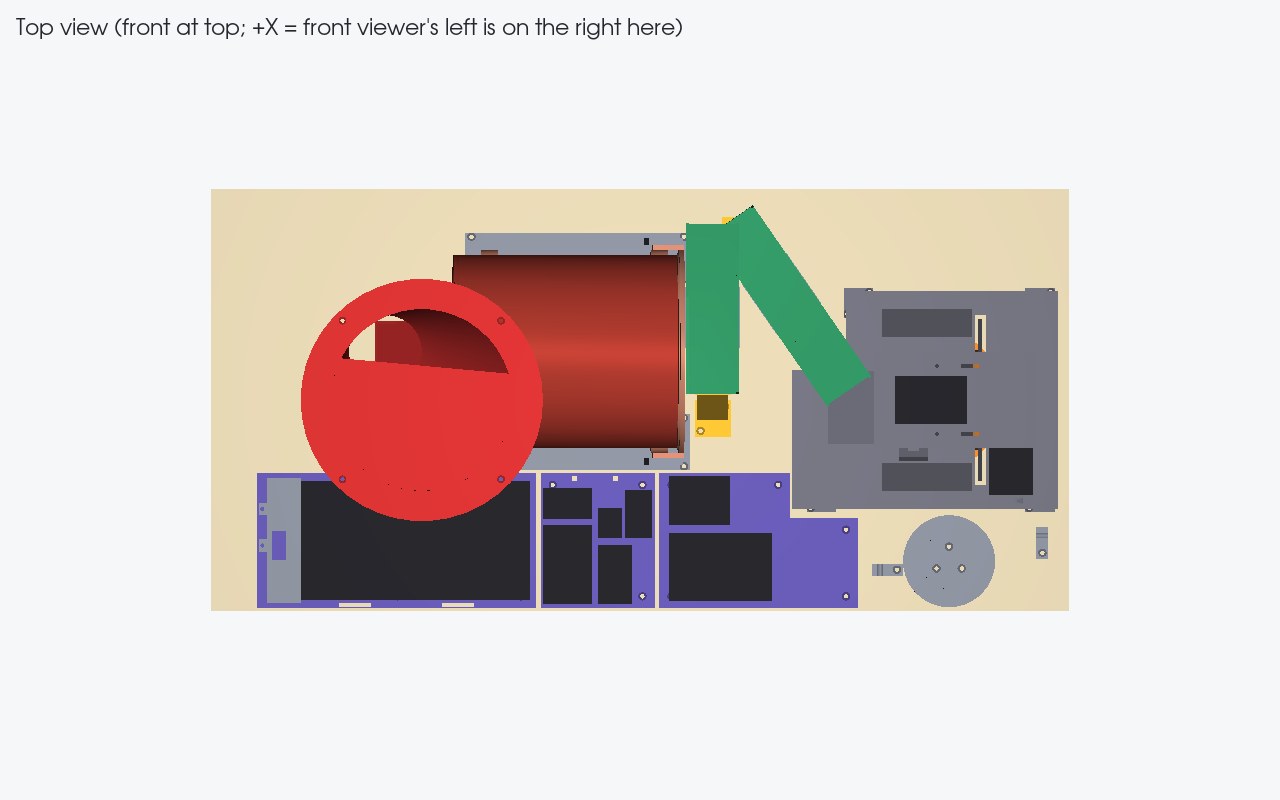 Top view (front at top; +X = front viewer's left is on the right here)